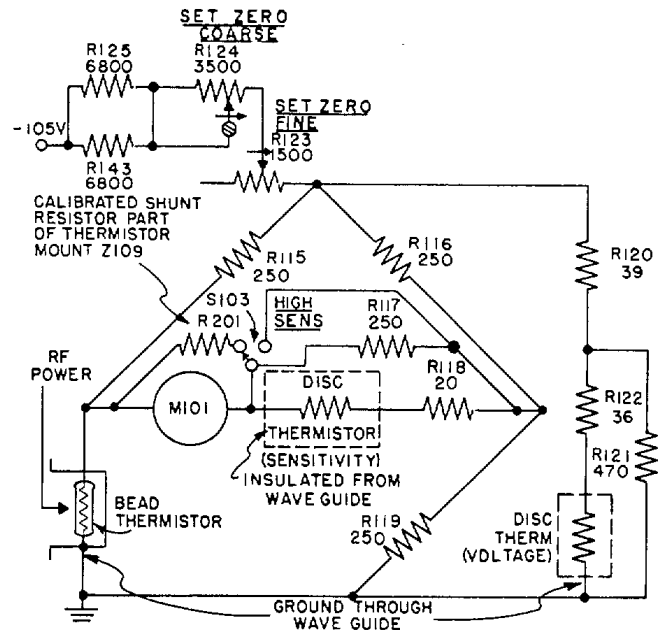 SET ZERO
COARSE
R125
6800
R124
3500
SET ZERO
FINE
R123
1500
-105V
R143
6800
CALIBRATED SHUNT
RESISTOR PART
OF THERMISTOR
MOUNT Z109
R115
250
R116
250
R120
39
S103
HIGH
SENS
R117
250
R201
RF
POWER
M101
DISC
THERMISTOR
(SENSITIVITY)
INSULATED FROM
WAVE GUIDE
R118
20
R122
36
R121
470
BEAD
THERMISTOR
R119
250
DISC
THERM
(VOLTAGE)
GROUND THROUGH
WAVE GUIDE